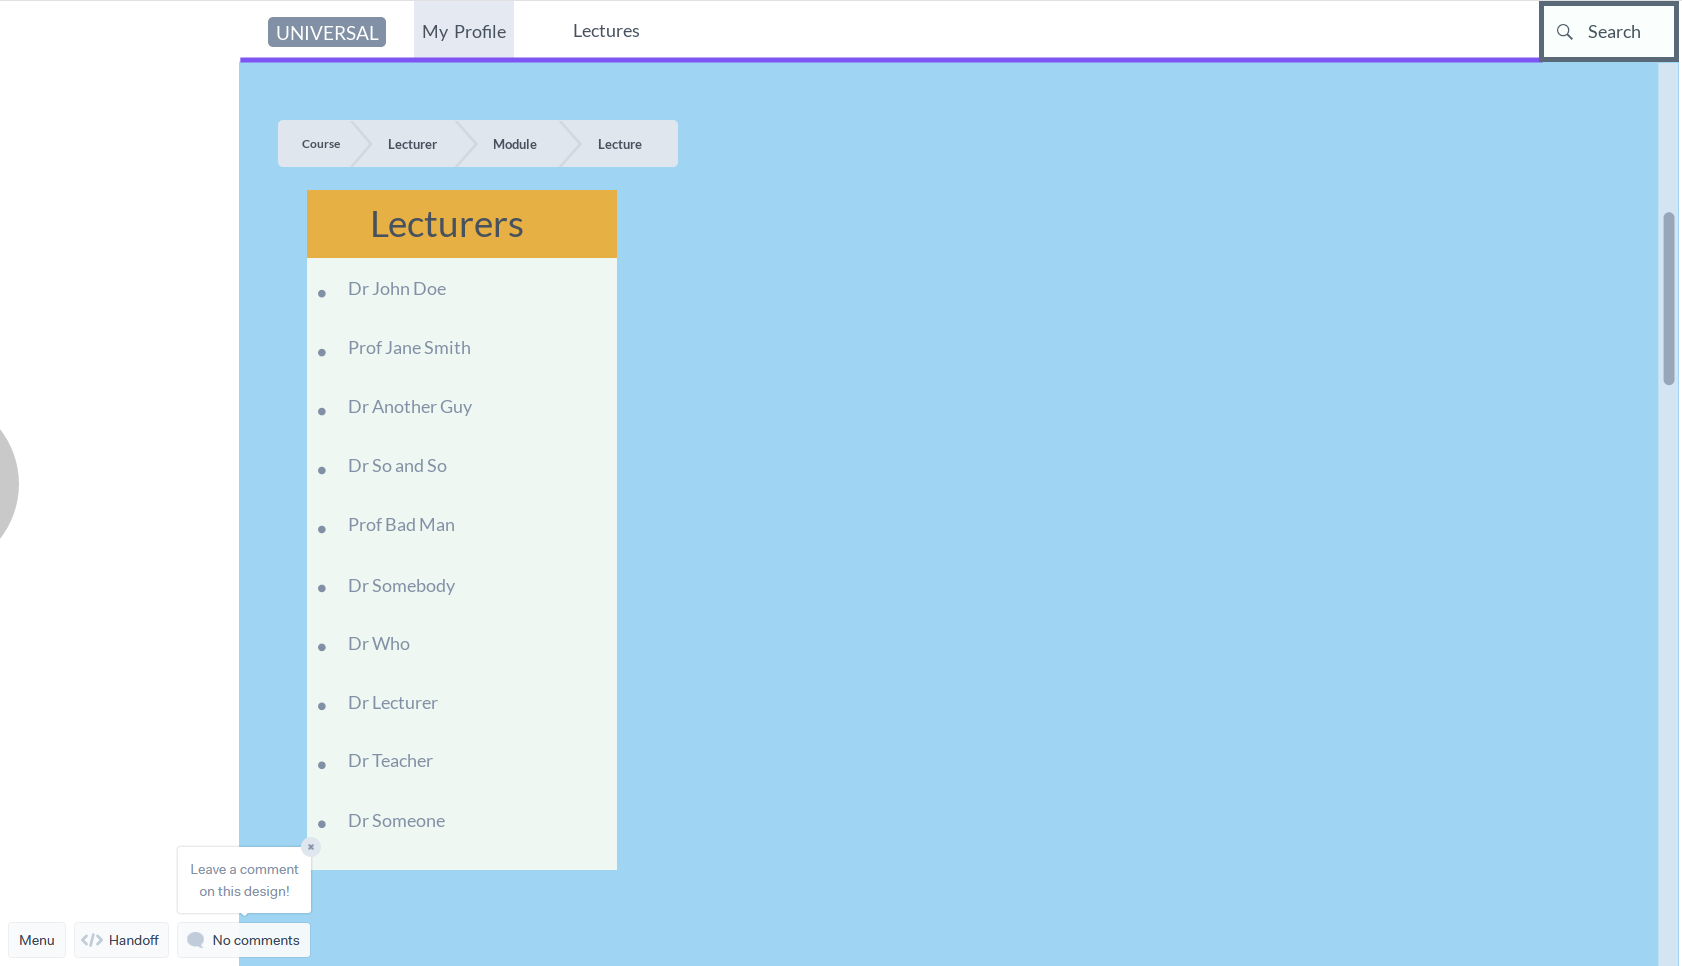 UNIVERSAL
My Profile
Lectures
Search
Course
Lecturer
Module
Lecture
Lecturers
Dr John Doe
Prof Jane Smith
Dr Another Guy
Dr So and So
Prof Bad Man
Dr Somebody
Dr Who
Dr Lecturer
Dr Teacher
Dr Someone
Leave a comment
on this design!
Menu
Handoff
No comments